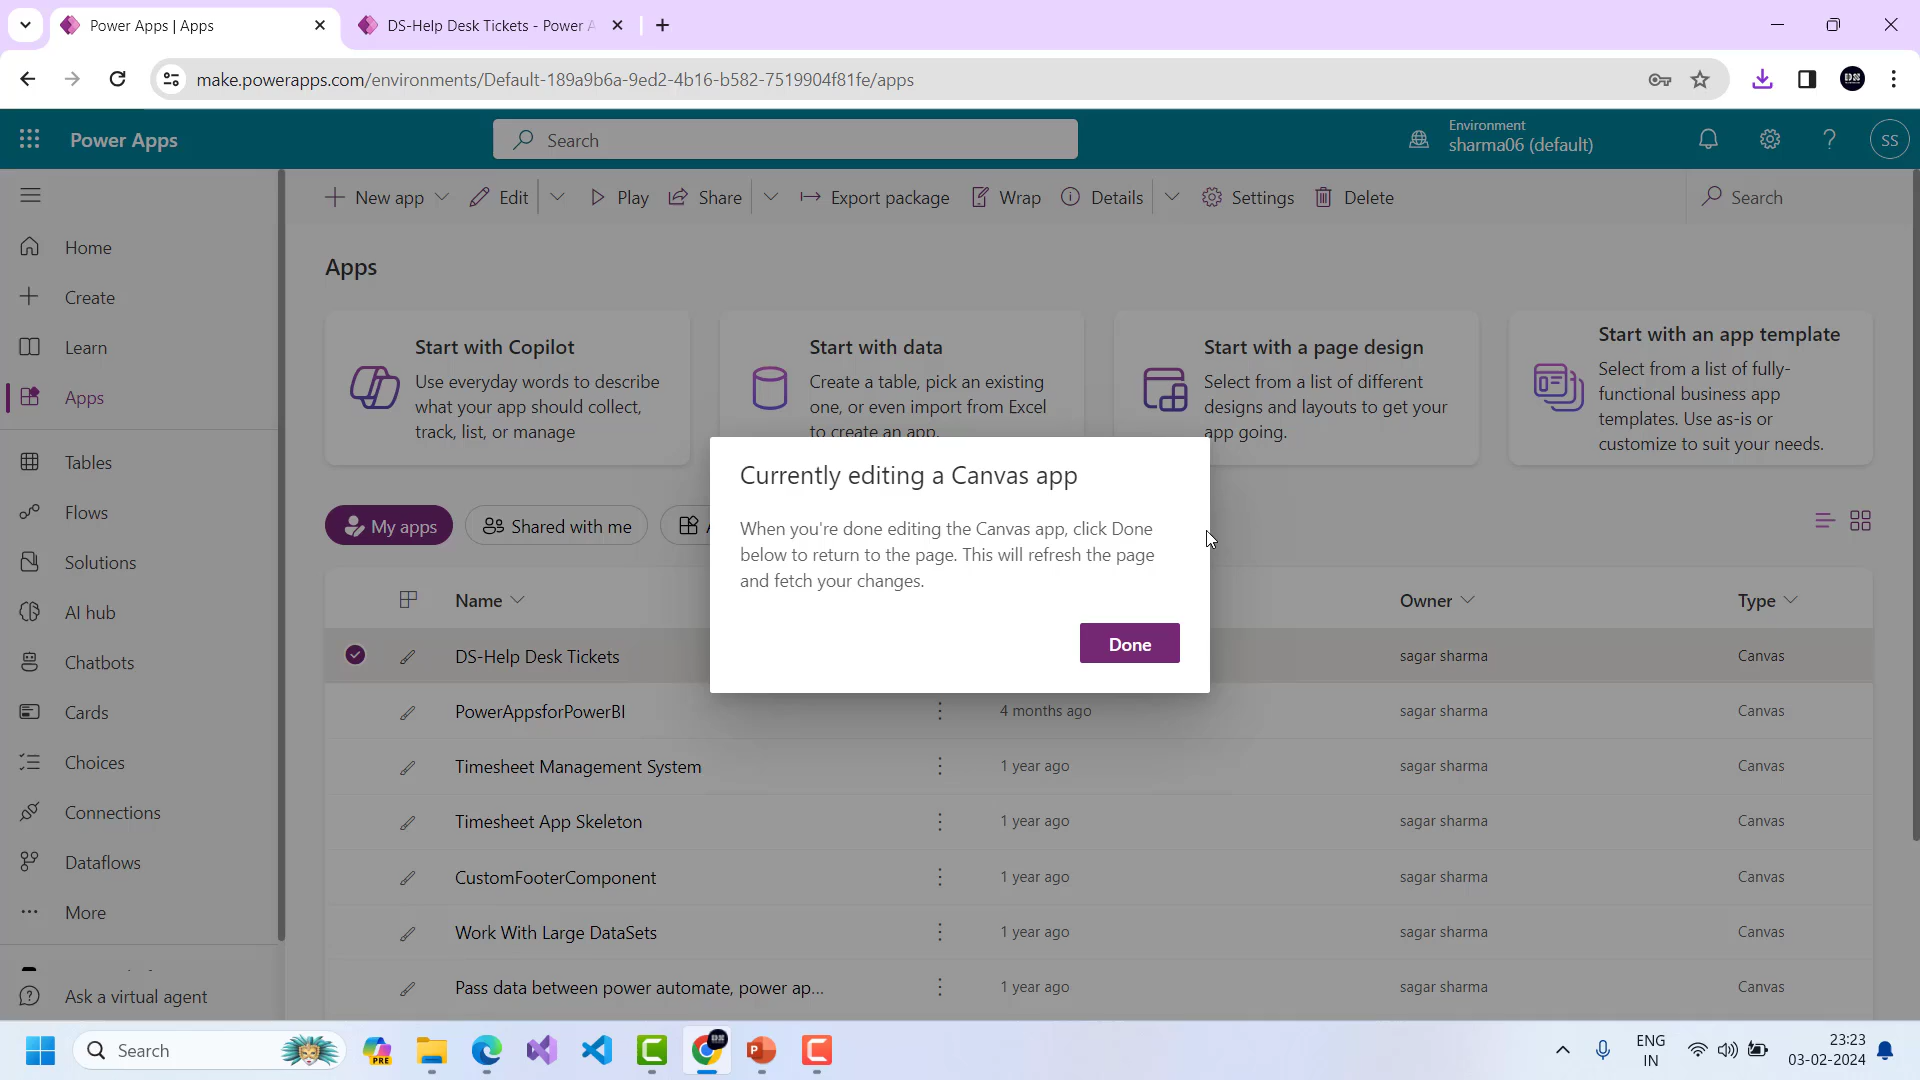 Power Apps | Apps
DS-Help Desk Tickets - Power A
make.powerapps.com/environments/Default-189a9b6a-9ed2-4b16-b582-7519904f81fe/apps
Power Apps
Search
Environment
sharma06 (default)
SS
New app
Edit
Play
Share
Export package
Wrap
Details
Settings
Delete
Search
Home
Create
Learn
Apps
Tables
Flows
Solutions
AI hub
Chatbots
Cards
Choices
Connections
Dataflows
More
Ask a virtual agent
Apps
Start with Copilot
Use everyday words to describe
what your app should collect,
track, list, or manage
Start with data
Create a table, pick an existing
one, or even import from Excel
to create an app.
Start with a page design
Select from a list of different
designs and layouts to get your
app going.
Start with an app template
Select from a list of fully-
functional business app
templates. Use as-is or
customize to suit your needs.
My apps
Shared with me
Currently editing a Canvas app
When you're done editing the Canvas app, click Done
below to return to the page. This will refresh the page
and fetch your changes.
Done
Name
Owner
Type
DS-Help Desk Tickets
sagar sharma
Canvas
PowerAppsforPowerBI
4 months ago
sagar sharma
Canvas
Timesheet Management System
1 year ago
sagar sharma
Canvas
Timesheet App Skeleton
1 year ago
sagar sharma
Canvas
CustomFooterComponent
1 year ago
sagar sharma
Canvas
Work With Large DataSets
1 year ago
sagar sharma
Canvas
Pass data between power automate, power ap...
1 year ago
sagar sharma
Canvas
Search
PRE
ENG
IN
23:23
03-02-2024